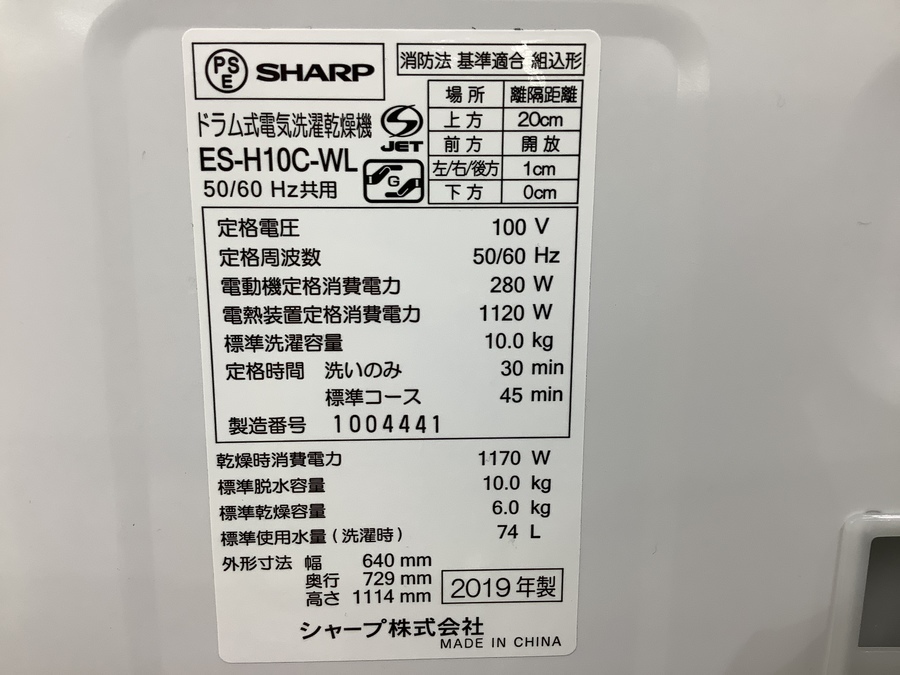 PSE SHARP
消防法 基準適合 組込形
場所 離隔距離
上方 20cm
前方 開放
左/右/後方 1cm
下方 0cm
ドラム式電気洗濯乾燥機
S JET
ES-H10C-WL
G
50/60 Hz共用
定格電圧 100 V
定格周波数 50/60 Hz
電動機定格消費電力 280 W
電熱装置定格消費電力 1120 W
標準洗濯容量 10.0 kg
定格時間 洗いのみ 30 min
標準コース 45 min
製造番号 1004441
乾燥時消費電力 1170 W
標準脱水容量 10.0 kg
標準乾燥容量 6.0 kg
標準使用水量(洗濯時) 74 L
外形寸法 幅 640 mm
奥行 729 mm
高さ 1114 mm
2019年製
シャープ株式会社
MADE IN CHINA